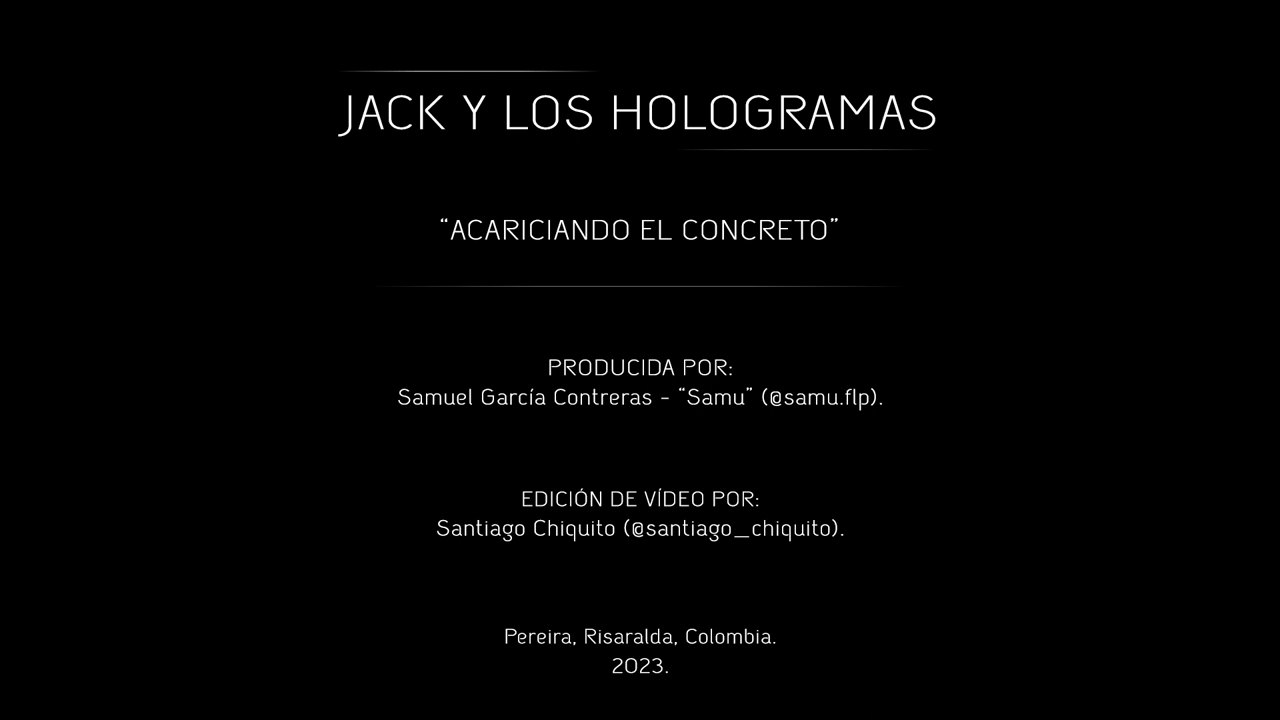 JACK Y LOS HOLOGRAMAS
“ACARICIANDO EL CONCRETO”
PRODUCIDA POR:
Samuel García Contreras - “Samu” (@samu.flp).
EDICIÓN DE VÍDEO POR:
Santiago Chiquito (@santiago_chiquito).
Pereira, Risaralda, Colombia.
2023.